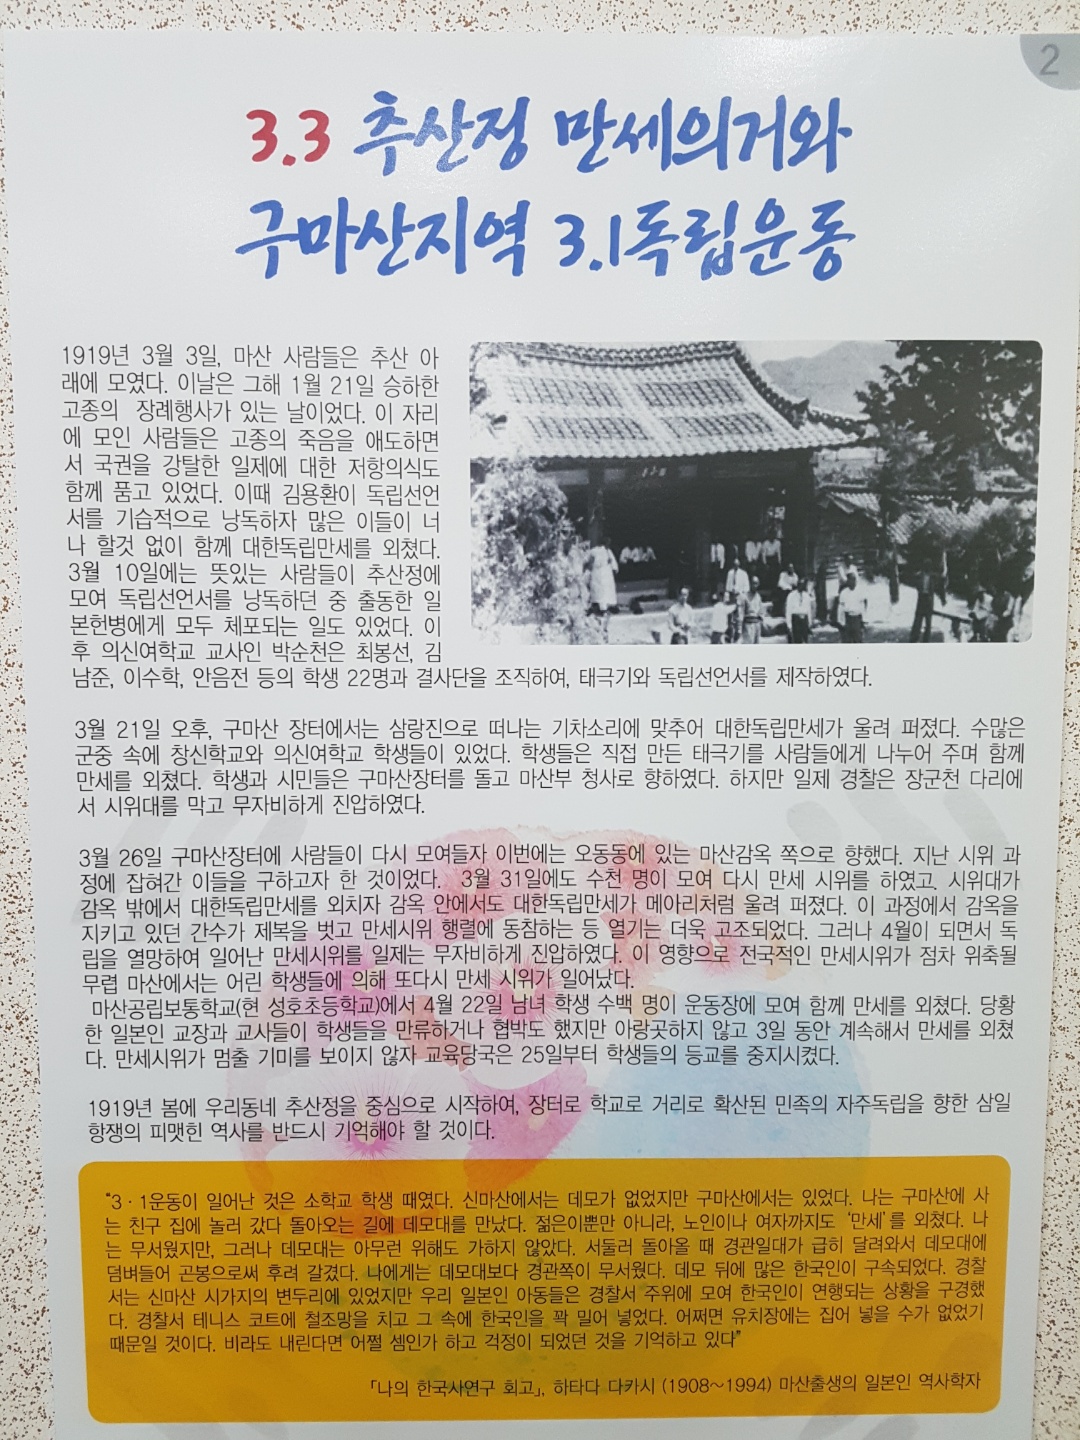 2
3.3 추산정 만세의거와
구마산지역 3.1독립운동
1919년 3월 3일, 마산 사람들은 추산 아
래에 모였다. 이날은 그해 1월 21일 승하한
고종의 장례행사가 있는 날이었다. 이 자리
에 모인 사람들은 고종의 죽음을 애도하면
서 국권을 강탈한 일제에 대한 저항의식도
함께 품고 있었다. 이때 김용환이 독립선언
서를 기습적으로 낭독하자 많은 이들이 너
나 할것 없이 함께 대한독립만세를 외쳤다.
3월 10일에는 뜻있는 사람들이 추산정에
모여 독립선언서를 낭독하던 중 출동한 일
본헌병에게 모두 체포되는 일도 있었다. 이
후 의신여학교 교사인 박순천은 최봉선, 김
남준, 이수학, 안음전 등의 학생 22명과 결사단을 조직하여, 태극기와 독립선언서를 제작하였다.
3월 21일 오후, 구마산 장터에서는 삼랑진으로 떠나는 기차소리에 맞추어 대한독립만세가 울려 퍼졌다. 수많은
군중 속에 창신학교와 의신여학교 학생들이 있었다. 학생들은 직접 만든 태극기를 사람들에게 나누어 주며 함께
만세를 외쳤다. 학생과 시민들은 구마산장터를 돌고 마산부 청사로 향하였다. 하지만 일제 경찰은 장군천 다리에
서 시위대를 막고 무자비하게 진압하였다.
3월 26일 구마산장터에 사람들이 다시 모여들자 이번에는 오동동에 있는 마산감옥 쪽으로 향했다. 지난 시위 과
정에 잡혀간 이들을 구하고자 한 것이었다. 3월 31일에도 수천 명이 모여 다시 만세 시위를 하였고, 시위대가
감옥 밖에서 대한독립만세를 외치자 감옥 안에서도 대한독립만세가 메아리처럼 울려 퍼졌다. 이 과정에서 감옥을
지키고 있던 간수가 제복을 벗고 만세시위 행렬에 동참하는 등 열기는 더욱 고조되었다. 그러나 4월이 되면서 독
립을 열망하여 일어난 만세시위를 일제는 무자비하게 진압하였다. 이 영향으로 전국적인 만세시위가 점차 위축될
무렵 마산에서는 어린 학생들에 의해 또다시 만세 시위가 일어났다.
마산공립보통학교(현 성호초등학교)에서 4월 22일 남녀 학생 수백 명이 운동장에 모여 함께 만세를 외쳤다. 당황
한 일본인 교장과 교사들이 학생들을 만류하거나 협박도 했지만 아랑곳하지 않고 3일 동안 계속해서 만세를 외쳤
다. 만세시위가 멈출 기미를 보이지 않자 교육당국은 25일부터 학생들의 등교를 중지시켰다.
1919년 봄에 우리동네 추산정을 중심으로 시작하여, 장터로 학교로 거리로 확산된 민족의 자주독립을 향한 삼일
항쟁의 피맺힌 역사를 반드시 기억해야 할 것이다.
"3·1운동이 일어난 것은 소학교 학생 때였다. 신마산에서는 데모가 없었지만 구마산에서는 있었다. 나는 구마산에 사
는 친구 집에 놀러 갔다 돌아오는 길에 데모대를 만났다. 젊은이뿐만 아니라, 노인이나 여자까지도 '만세'를 외쳤다. 나
는 무서웠지만, 그러나 데모대는 아무런 위해도 가하지 않았다. 서둘러 돌아올 때 경관일대가 급히 달려와서 데모대에
덤벼들어 곤봉으로써 후려 갈겼다. 나에게는 데모대보다 경관쪽이 무서웠다. 데모 뒤에 많은 한국인이 구속되었다. 경찰
서는 신마산 시가지의 변두리에 있었지만 우리 일본인 아동들은 경찰서 주위에 모여 한국인이 연행되는 상황을 구경했
다. 경찰서 테니스 코트에 철조망을 치고 그 속에 한국인을 꽉 밀어 넣었다. 어쩌면 유치장에는 집어 넣을 수가 없었기
때문일 것이다. 비라도 내린다면 어쩔 셈인가 하고 걱정이 되었던 것을 기억하고 있다"
「나의 한국사연구 회고」, 하타다 다카시 (1908~1994) 마산출생의 일본인 역사학자